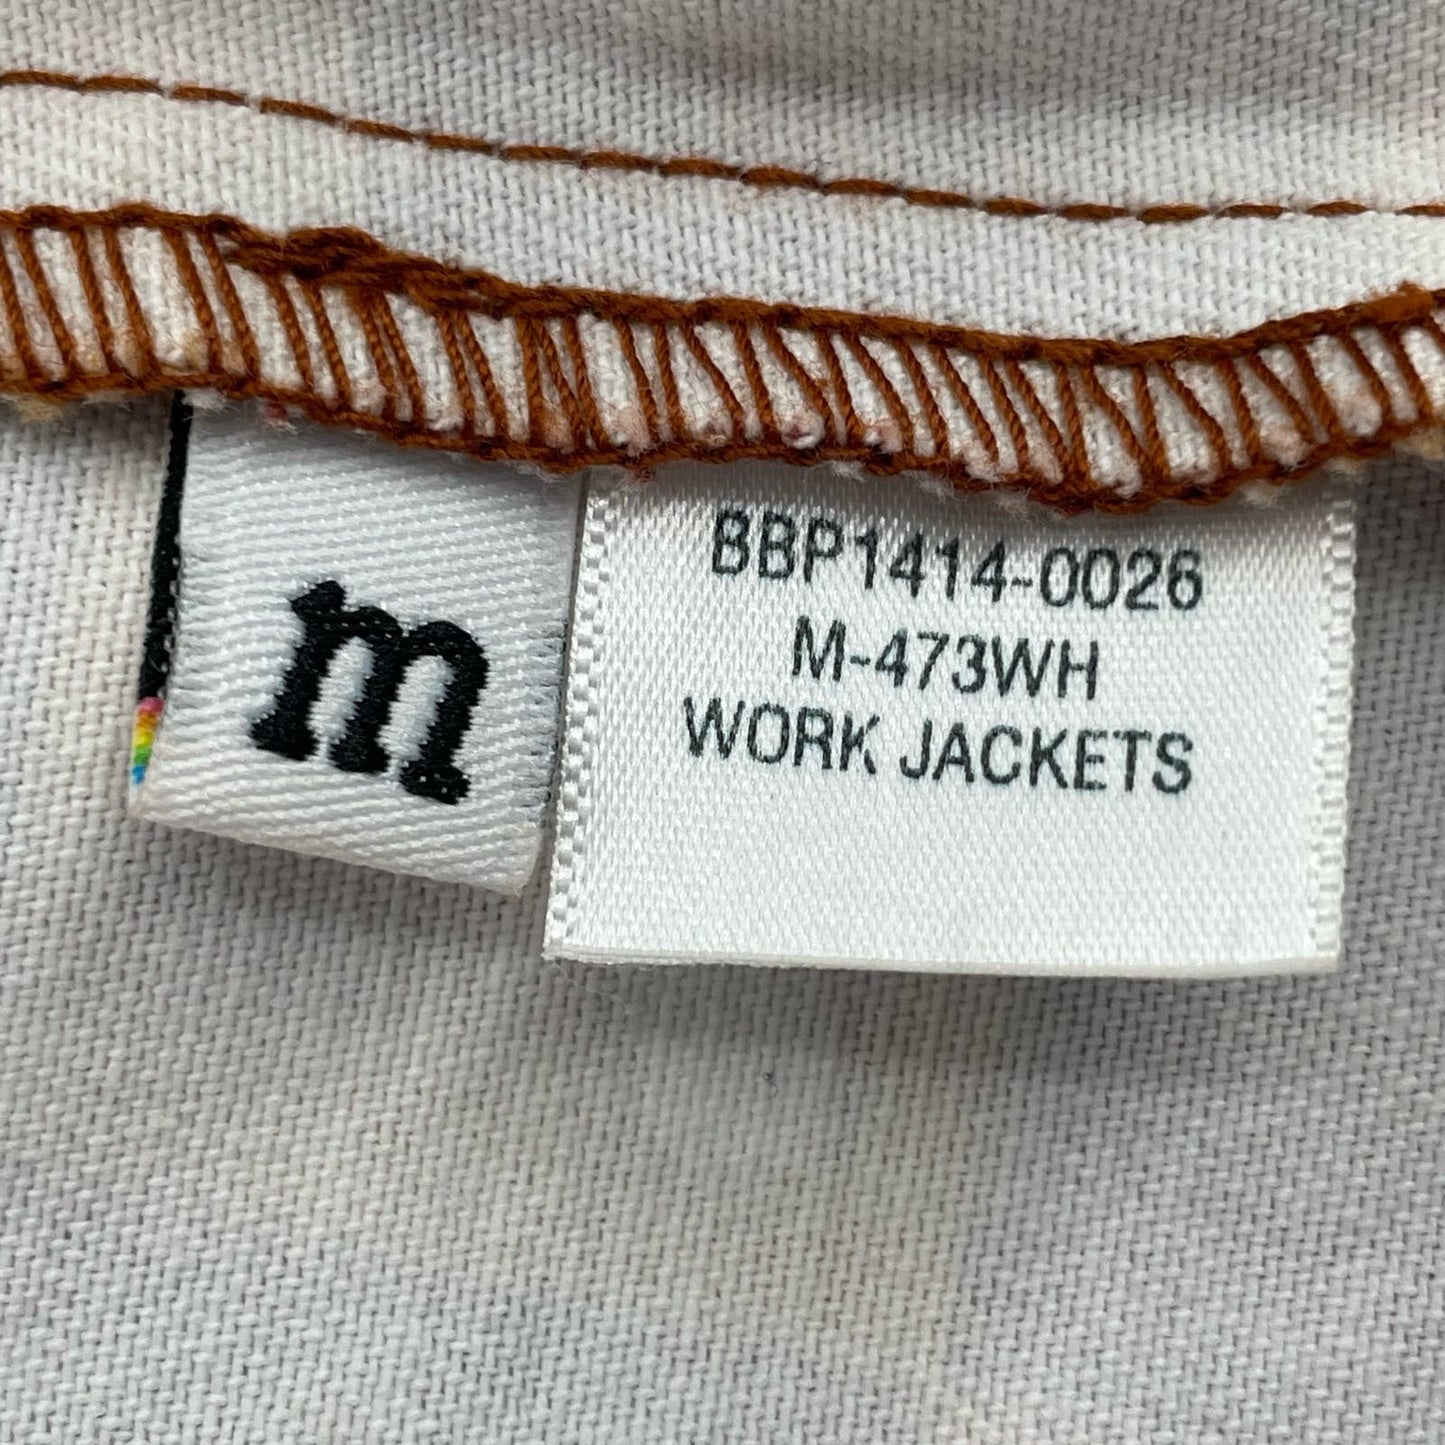 m
BBP1414-0026
M-473WH
WORK JACKETS